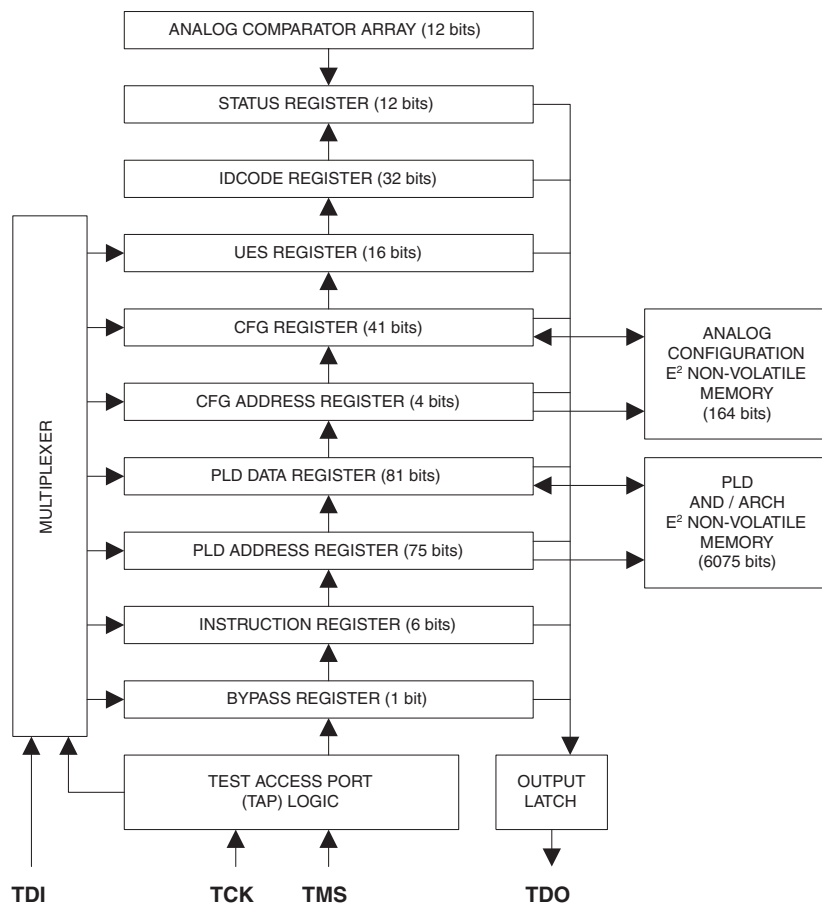 ANALOG COMPARATOR ARRAY (12 bits)
STATUS REGISTER (12 bits)
IDCODE REGISTER (32 bits)
MULTIPLEXER
UES REGISTER (16 bits)
CFG REGISTER (41 bits)
ANALOG
CONFIGURATION
E² NON-VOLATILE
MEMORY
(164 bits)
CFG ADDRESS REGISTER (4 bits)
PLD DATA REGISTER (81 bits)
PLD
AND / ARCH
E² NON-VOLATILE
MEMORY
(6075 bits)
PLD ADDRESS REGISTER (75 bits)
INSTRUCTION REGISTER (6 bits)
BYPASS REGISTER (1 bit)
TEST ACCESS PORT
(TAP) LOGIC
OUTPUT
LATCH
TDI
TCK
TMS
TDO